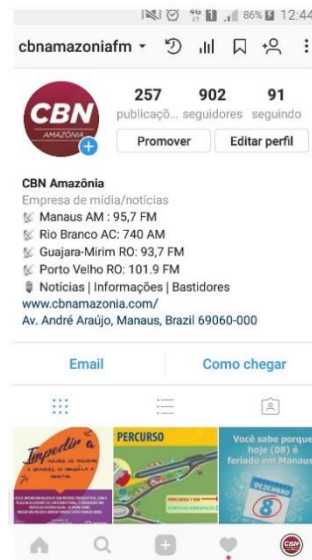 86% 12:44
cbnamazoniafm
CBN
AMAZÔNIA
257 902 91
publicaçõ... seguidores seguindo
Promover Editar perfil
CBN Amazônia
Empresa de mídia/notícias
Manaus AM : 95,7 FM
Rio Branco AC: 740 AM
Guajara-Mirim RO: 93,7 FM
Porto Velho RO: 101.9 FM
Notícias | Informações | Bastidores
www.cbnamazonia.com/
Av. André Araújo, Manaus, Brazil 69060-000
Email Como chegar
Impedir a
PERCURSO
Você sabe porque
hoje (08) é
feriado em Manaus
DEZEMBRO
8
CBN